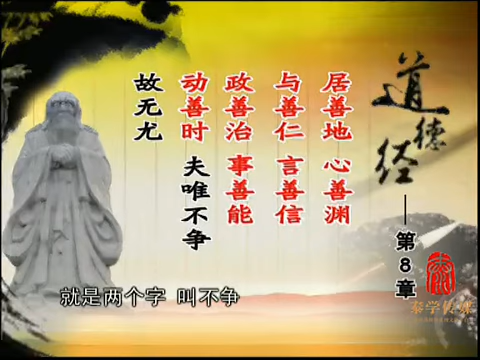 道德经
——第8章
居善地 心善渊
与善仁 言善信
政善治 事善能
动善时 夫唯不争
故无尤
就是两个字 叫不争